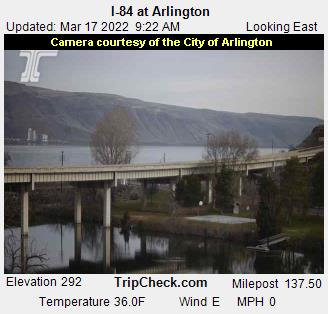 I-84 at Arlington
Updated: Mar 17 2022 9:22 AM Looking East
Camera courtesy of the City of Arlington
Elevation 292 TripCheck.com Milepost 137.50
Temperature 36.0F Wind E MPH 0